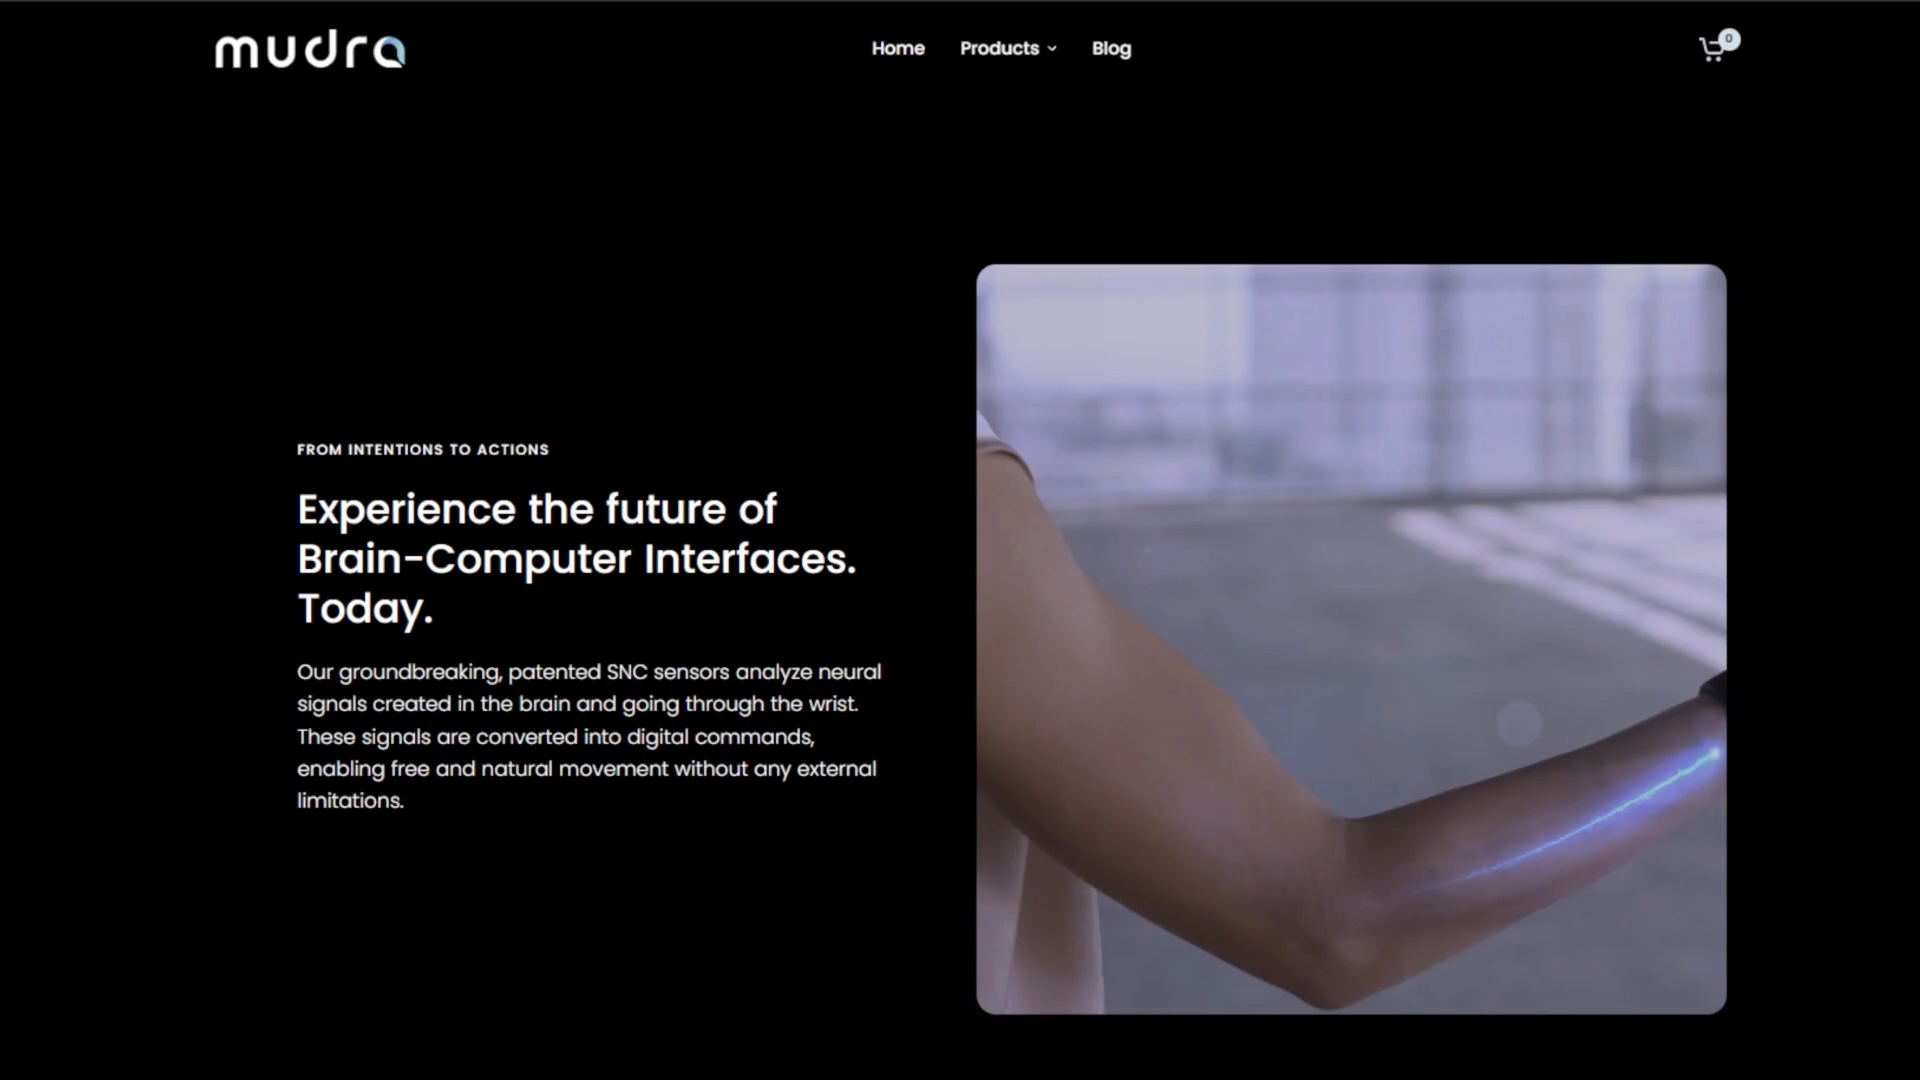 mudra
Home Products Blog
0
FROM INTENTIONS TO ACTIONS
Experience the future of
Brain-Computer Interfaces.
Today.
Our groundbreaking, patented SNC sensors analyze neural
signals created in the brain and going through the wrist.
These signals are converted into digital commands,
enabling free and natural movement without any external
limitations.